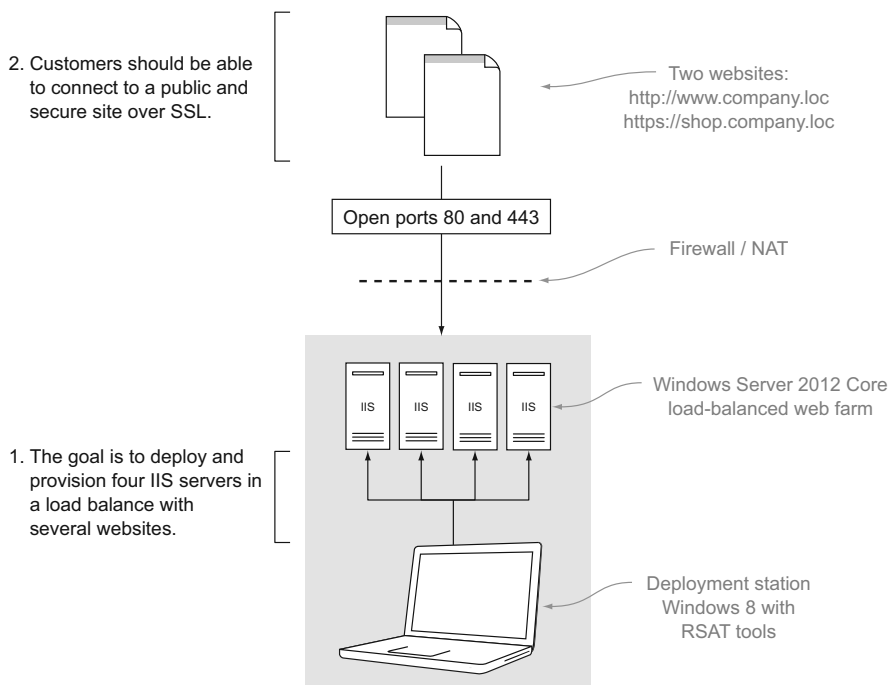 2. Customers should be able
to connect to a public and
secure site over SSL.
Two websites:
http://www.company.loc
https://shop.company.loc
Open ports 80 and 443
Firewall / NAT
IIS
IIS
IIS
IIS
Windows Server 2012 Core
load-balanced web farm
1. The goal is to deploy and
provision four IIS servers in
a load balance with
several websites.
Deployment station
Windows 8 with
RSAT tools